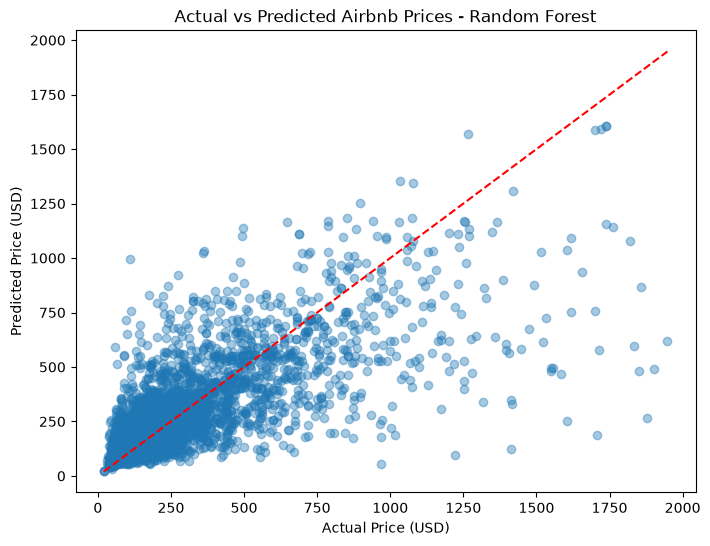 Actual vs Predicted Airbnb Prices - Random Forest
2000
1750
1500
1250
1000
750
500
250
0
Predicted Price (USD)
0 250 500 750 1000 1250 1500 1750 2000
Actual Price (USD)